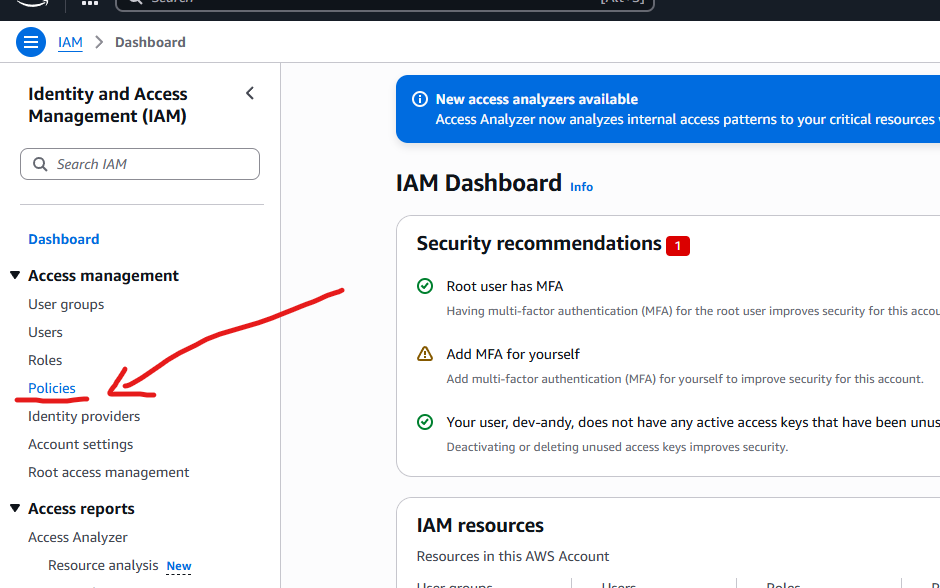 Search [Alt+S]
IAM > Dashboard
Identity and Access
Management (IAM)
Search IAM
Dashboard
Access management
User groups
Users
Roles
Policies
Identity providers
Account settings
Root access management
Access reports
Access Analyzer
Resource analysis New
New access analyzers available
Access Analyzer now analyzes internal access patterns to your critical resources
IAM Dashboard Info
Security recommendations 1
Root user has MFA
Having multi-factor authentication (MFA) for the root user improves security for this
Add MFA for yourself
Add multi-factor authentication (MFA) for yourself to improve security for this account.
Your user, dev-andy, does not have any active access keys that have been
Deactivating or deleting unused access keys improves security.
IAM resources
Resources in this AWS Account
User groups Users Roles